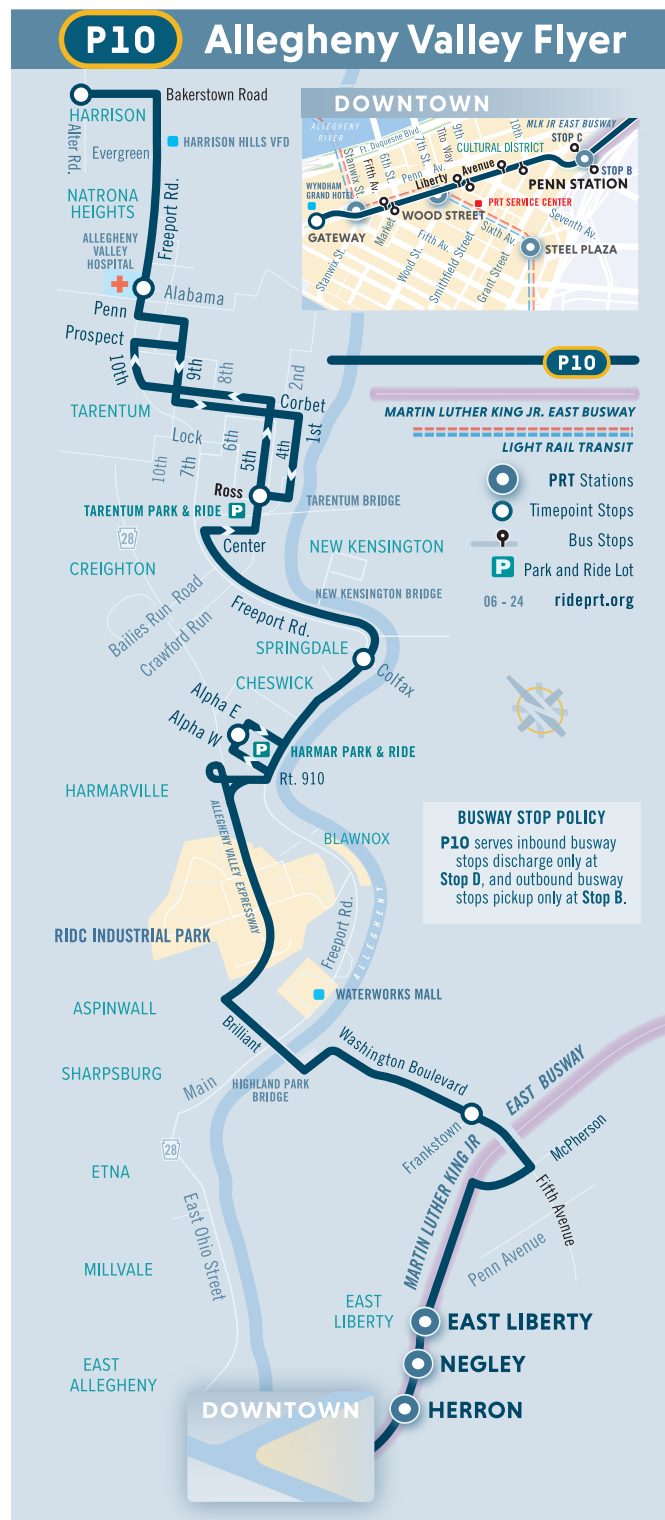 P10 Allegheny Valley Flyer
Bakerstown Road
HARRISON
Alter Rd.
Evergreen
HARRISON HILLS VFD
Freeport Rd.
NATRONA
HEIGHTS
ALLEGHENY
VALLEY
HOSPITAL
Alabama
Penn
Prospect
10th
9th
8th
2nd
Corbet
TARENTUM
Lock
10th
7th
6th
5th
4th
1st
Ross
TARENTUM PARK & RIDE P
TARENTUM BRIDGE
28
Center
NEW KENSINGTON
CREIGHTON
Bailies Run Road
Crawford Run
Freeport Rd.
NEW KENSINGTON BRIDGE
SPRINGDALE
Colfax
CHESWICK
Alpha E
Alpha W
P HARMAR PARK & RIDE
Rt. 910
HARMARVILLE
ALLEGHENY VALLEY EXPRESSWAY
BLAWNOX
Freeport Rd.
ALLEGHENY
RIDC INDUSTRIAL PARK
WATERWORKS MALL
ASPINWALL
Brilliant
Washington Boulevard
SHARPSBURG
Main
HIGHLAND PARK
BRIDGE
28
Frankstown
EAST BUSWAY
MARTIN LUTHER KING JR
McPherson
Fifth Avenue
Penn Avenue
ETNA
East Ohio Street
MILLVALE
EAST
LIBERTY
EAST LIBERTY
NEGLEY
HERRON
EAST
ALLEGHENY
DOWNTOWN
DOWNTOWN
MLK JR EAST BUSWAY
ALLEGHENY
RIVER
Ft. Duquesne Blvd.
Stanwix St.
Fifth Av.
6th St.
7th St.
Tito Way
9th
10th
Penn Av.
Liberty Avenue
CULTURAL DISTRICT
STOP C
STOP B
PENN STATION
WYNDHAM
GRAND HOTEL
GATEWAY
Market
WOOD STREET
PRT SERVICE CENTER
Sixth Av.
Seventh Av.
STEEL PLAZA
Stanwix St.
Wood St.
Fifth Av.
Smithfield Street
Grant Street
P10
MARTIN LUTHER KING JR. EAST BUSWAY
LIGHT RAIL TRANSIT
PRT Stations
Timepoint Stops
Bus Stops
P Park and Ride Lot
06 - 24 rideprt.org
N
BUSWAY STOP POLICY
P10 serves inbound busway
stops discharge only at
Stop D, and outbound busway
stops pickup only at Stop B.